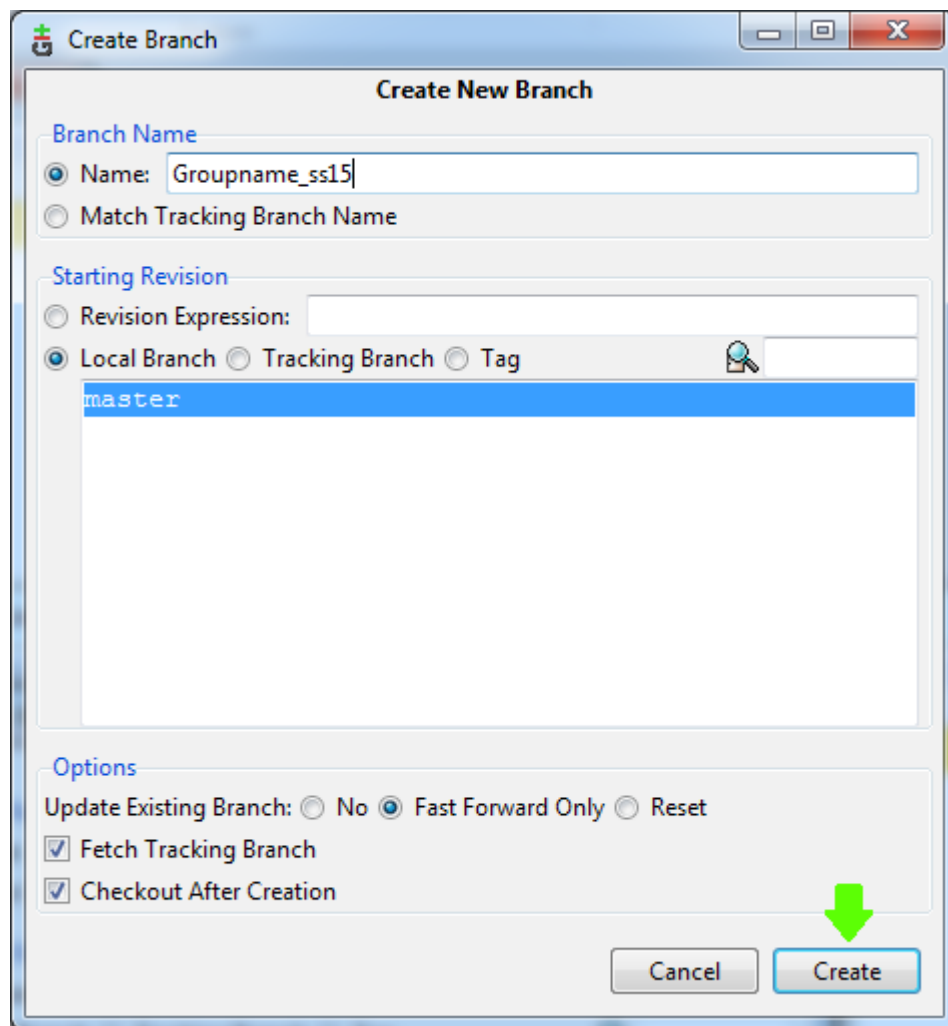 Create Branch
Create New Branch
Branch Name
Name: Groupname_ss15
Match Tracking Branch Name
Starting Revision
Revision Expression:
Local Branch Tracking Branch Tag
master
Options
Update Existing Branch: No Fast Forward Only Reset
Fetch Tracking Branch
Checkout After Creation
Cancel Create